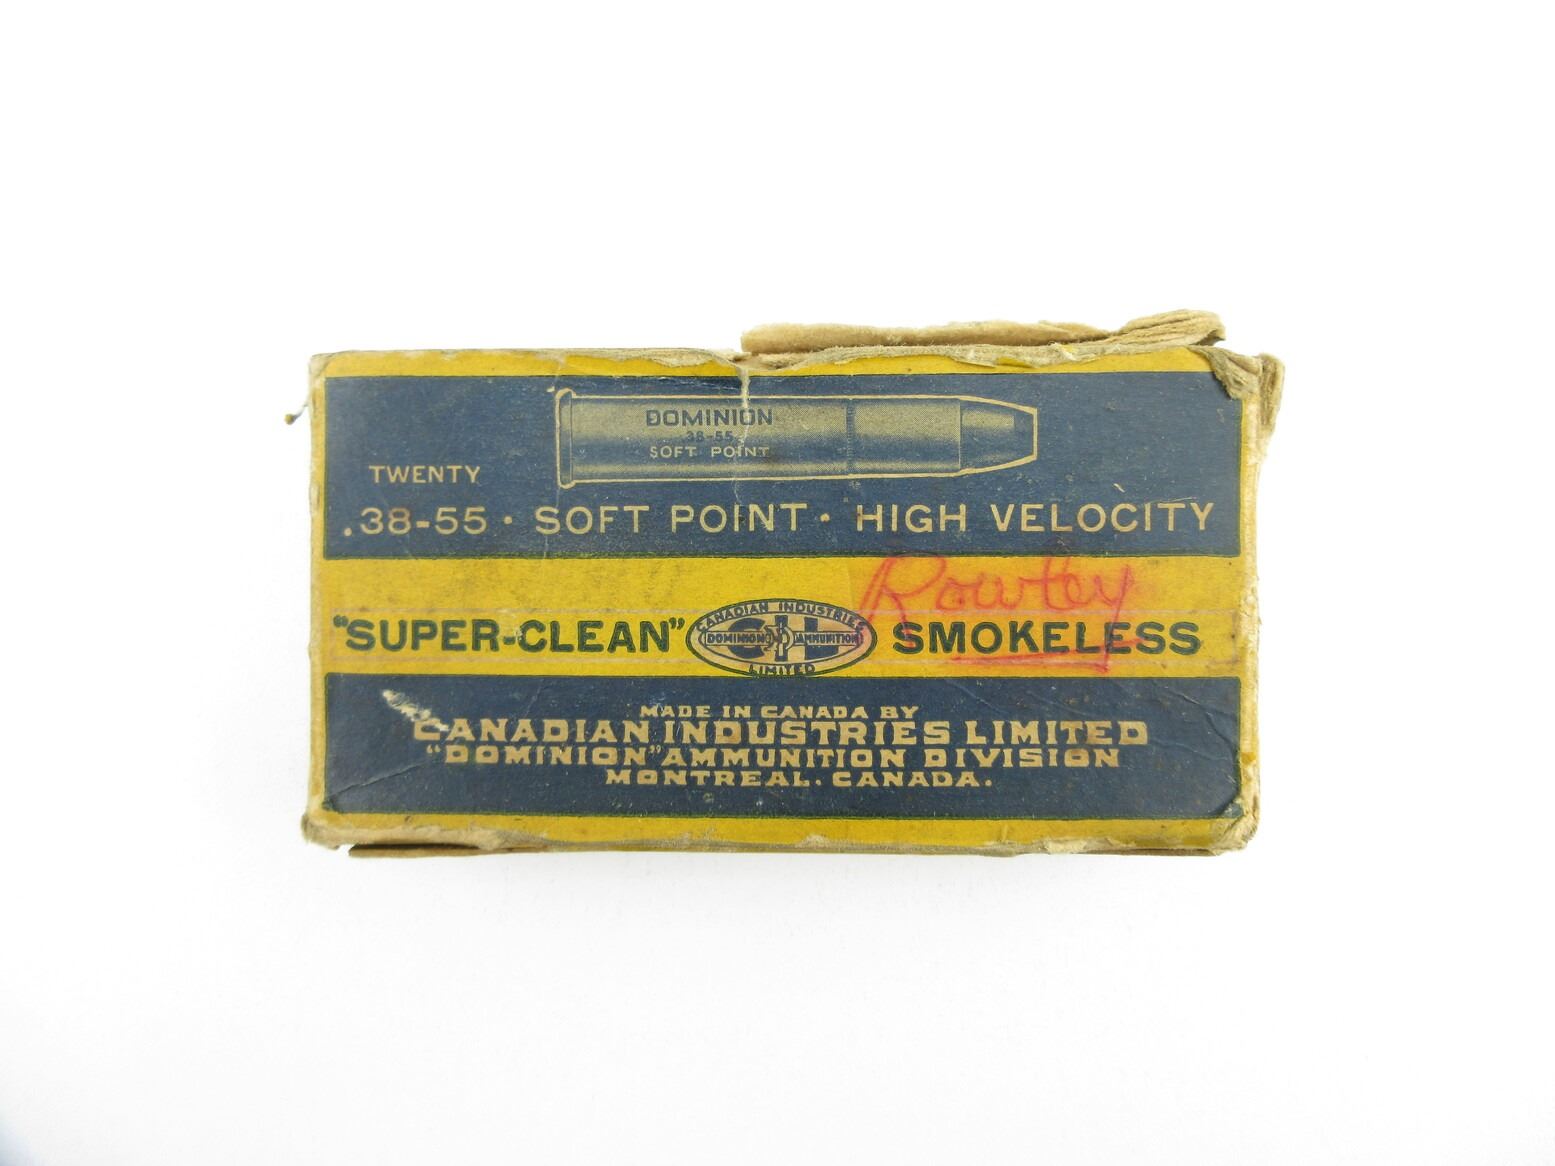 DOMINION
38-55
SOFT POINT
TWENTY
.38-55 · SOFT POINT · HIGH VELOCITY
"SUPER-CLEAN"
CANADIAN INDUSTRIES
CIL
DOMINION AMMUNITION
LIMITED
SMOKELESS
MADE IN CANADA BY
CANADIAN INDUSTRIES LIMITED
"DOMINION" AMMUNITION DIVISION
MONTREAL. CANADA.